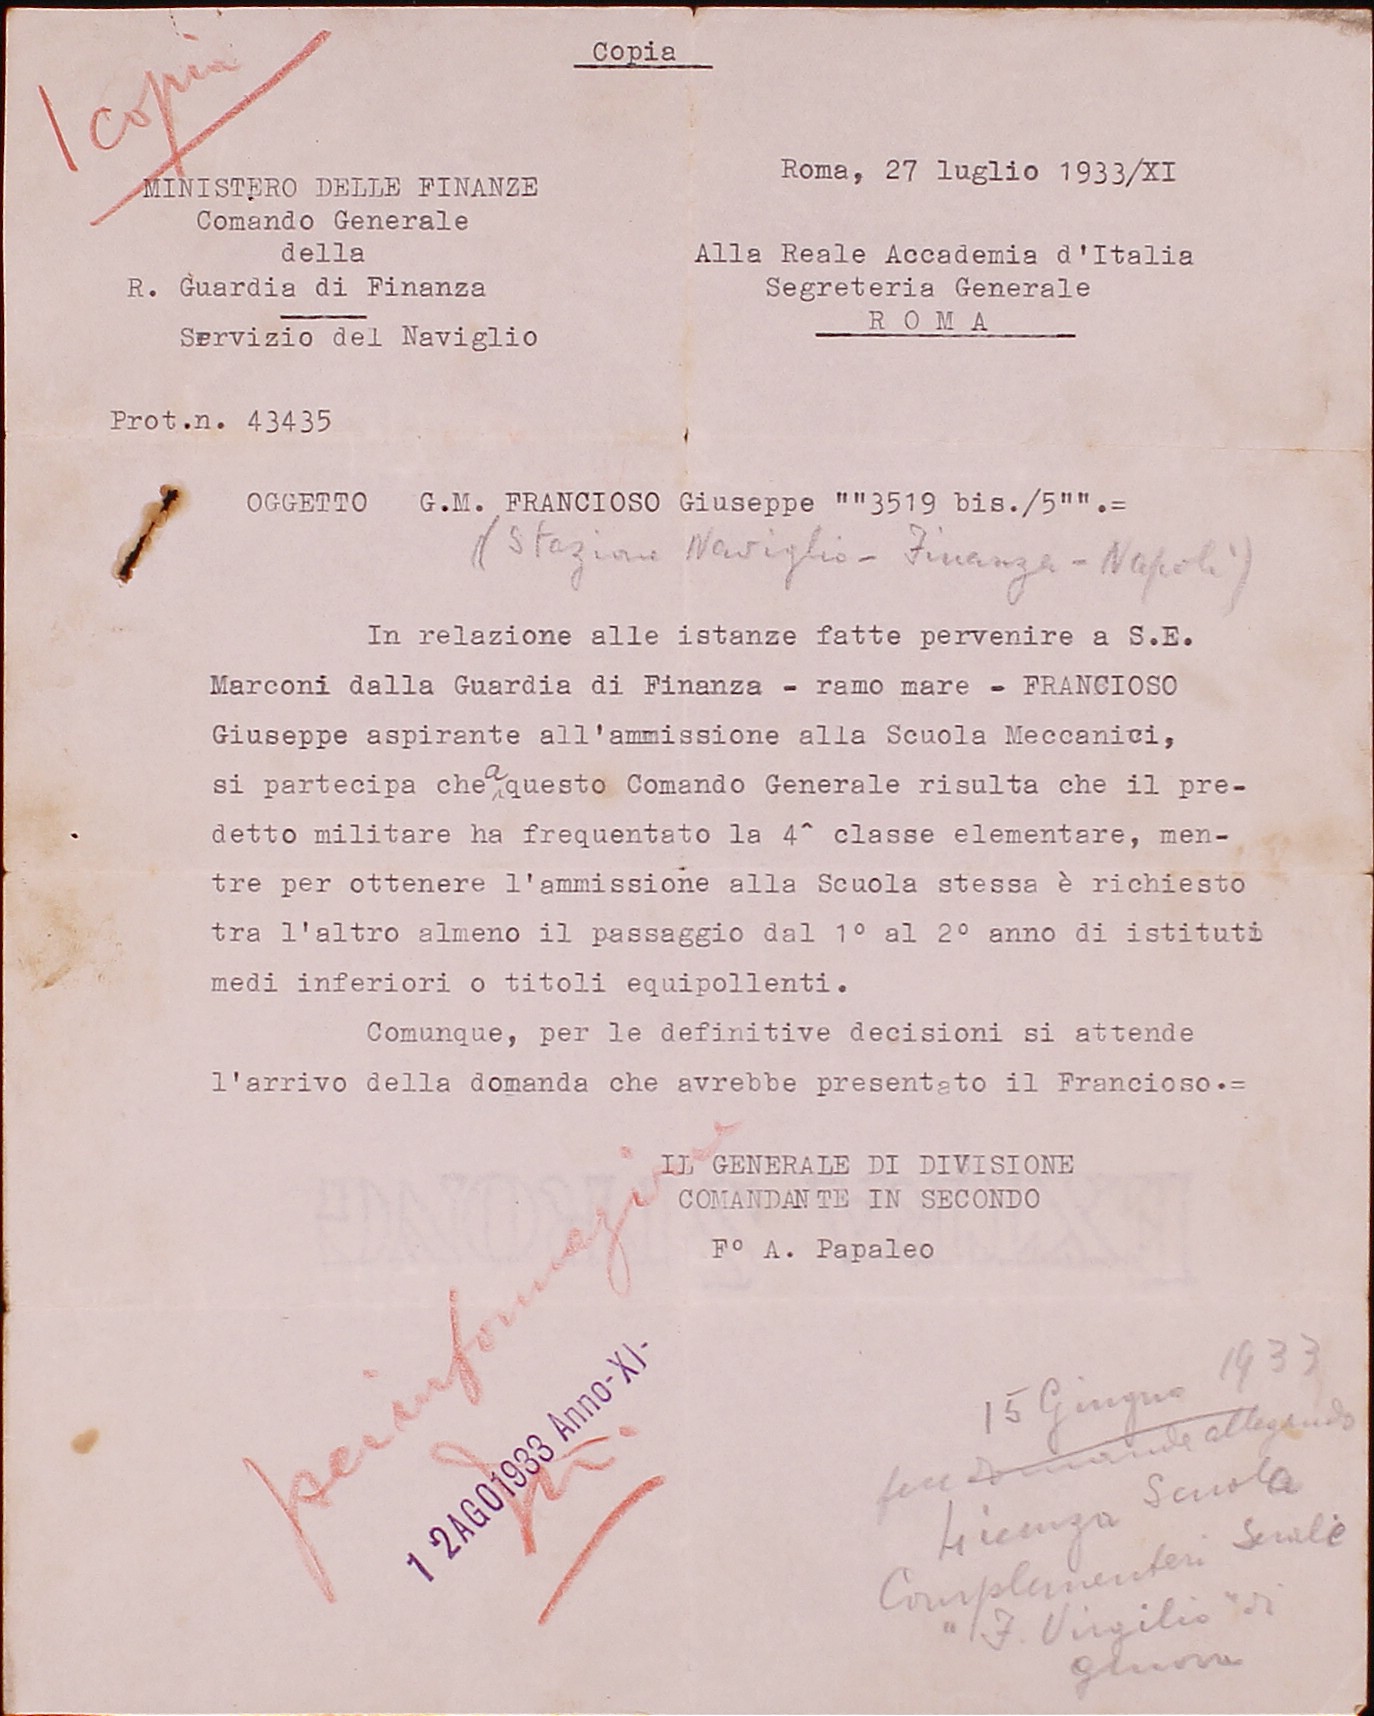 Copia
1 copia
MINISTERO DELLE FINANZE
Comando Generale
della
R. Guardia di Finanza
Servizio del Naviglio
Roma, 27 luglio 1933/XI
Alla Reale Accademia d'Italia
Segreteria Generale
R O M A
Prot.n. 43435
OGGETTO G.M. FRANCIOSO Giuseppe ""3519 bis./5"".=
(Stazione Naviglio - Finanza - Napoli)
In relazione alle istanze fatte pervenire a S.E.
Marconi dalla Guardia di Finanza - ramo mare - FRANCIOSO
Giuseppe aspirante all'ammissione alla Scuola Meccanici,
si partecipa che a questo Comando Generale risulta che il pre-
detto militare ha frequentato la 4^ classe elementare, men-
tre per ottenere l'ammissione alla Scuola stessa è richiesto
tra l'altro almeno il passaggio dal 1° al 2° anno di istituti
medi inferiori o titoli equipollenti.
Comunque, per le definitive decisioni si attende
l'arrivo della domanda che avrebbe presentato il Francioso.=
IL GENERALE DI DIVISIONE
COMANDANTE IN SECONDO
F° A. Papaleo
per informazione
12 AGO 1933 Anno-XI-
15 Giugno 1933
fece domanda allegando
Licenza Scuola
Complementari Serale
"F. Virgilio" di
Genova